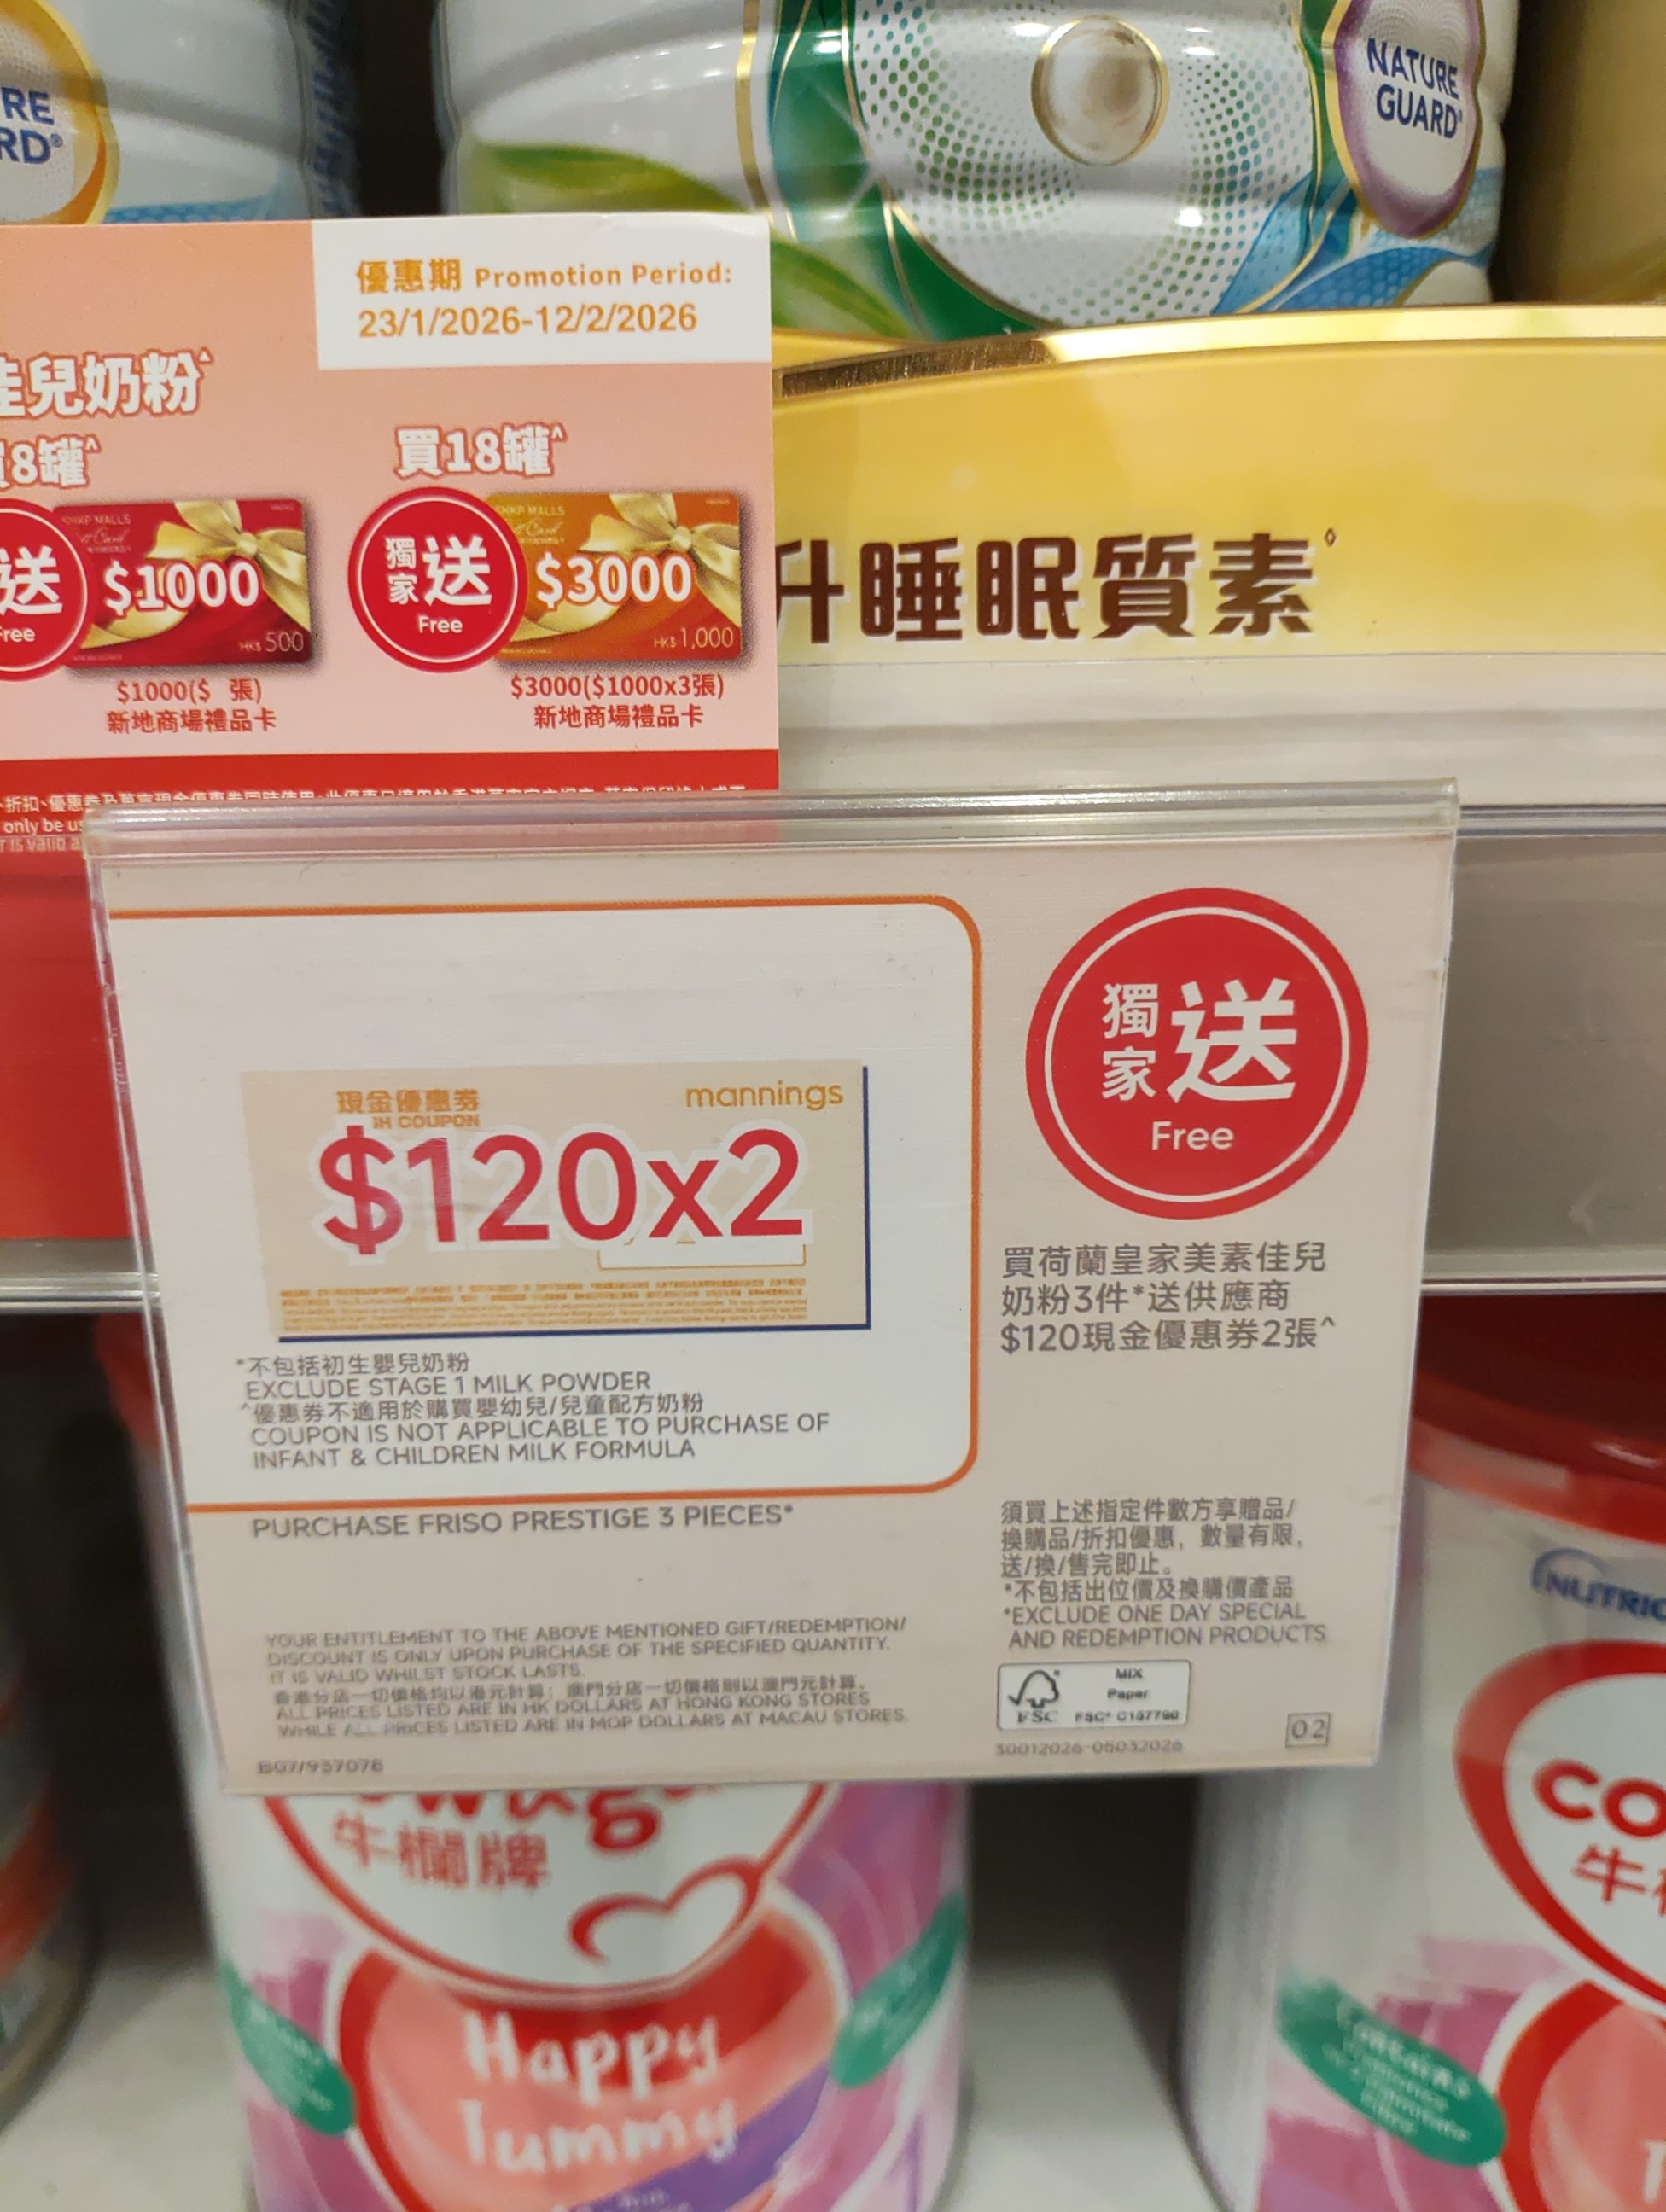 NATURE
GUARD®
RE
RD®
優惠期 Promotion Period:
23/1/2026-12/2/2026
佳兒奶粉^
買8罐^
買18罐^
送
Free
$1000
HK$ 500
獨家送
Free
SHKP MALLS
$3000
HK$ 1,000
$1000($ 張)
新地商場禮品卡
$3000($1000x3張)
新地商場禮品卡
升睡眠質素◊
only be us
現金優惠券
mannings
H COUPON
$120x2
*不包括初生嬰兒奶粉
EXCLUDE STAGE 1 MILK POWDER
^優惠券不適用於購買嬰幼兒/兒童配方奶粉
COUPON IS NOT APPLICABLE TO PURCHASE OF
INFANT & CHILDREN MILK FORMULA
PURCHASE FRISO PRESTIGE 3 PIECES*
YOUR ENTITLEMENT TO THE ABOVE MENTIONED GIFT/REDEMPTION/
DISCOUNT IS ONLY UPON PURCHASE OF THE SPECIFIED QUANTITY.
IT IS VALID WHILST STOCK LASTS.
香港分店一切價格均以港元計算；澳門分店一切價格則以澳門元計算。
ALL PRICES LISTED ARE IN HK DOLLARS AT HONG KONG STORES
WHILE ALL PRICES LISTED ARE IN MOP DOLLARS AT MACAU STORES.
B07/937078
獨家送
Free
買荷蘭皇家美素佳兒
奶粉3件*送供應商
$120現金優惠券2張^
須買上述指定件數方享贈品/
換購品/折扣優惠，數量有限，
送/換/售完即止。
*不包括出位價及換購價產品
*EXCLUDE ONE DAY SPECIAL
AND REDEMPTION PRODUCTS
FSC
MIX
Paper
FSC® C157790
30012026-05032026
02
牛欄牌
Happy
Tummy
NUTRIC
CO
牛